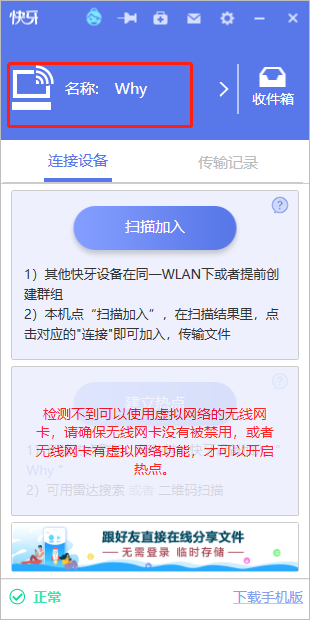 快牙
名称: Why
收件箱
连接设备
传输记录
扫描加入
1）其他快牙设备在同一WLAN下或者提前创
建群组
2）本机点“扫描加入”，在扫描结果里，点
击对应的"连接"即可加入，传输文件
建立热点
检测不到可以使用虚拟网络的无线网
卡，请确保无线网卡没有被禁用，或者
无线网卡有虚拟网络功能，才可以开启
热点。
Why "
2）可用雷达搜索 或者 二维码扫描
跟好友直接在线分享文件
无需登录 临时存储
正常
下载手机版